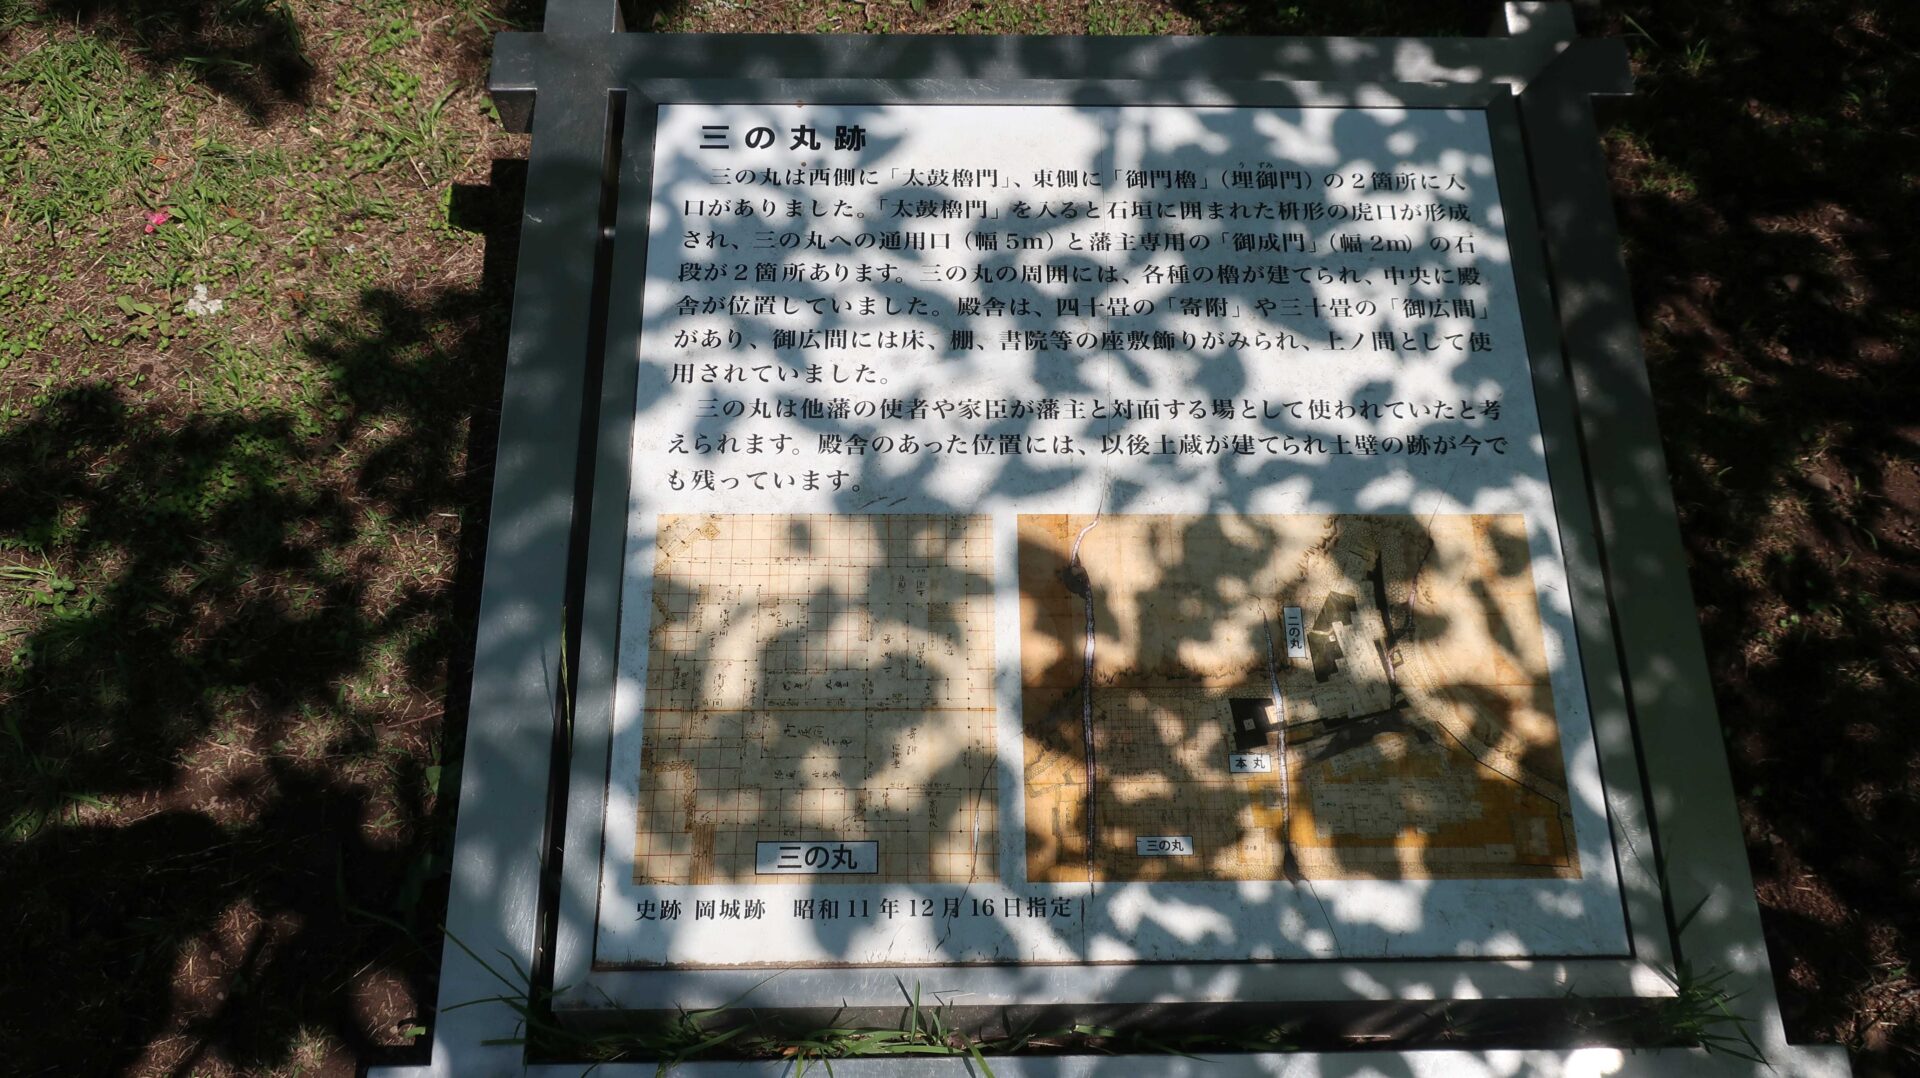 三の丸跡
三の丸は西側に「太鼓櫓門」、東側に「御門櫓」（埋御門）の２箇所に入
口がありました。「太鼓櫓門」を入ると石垣に囲まれた枡形の虎口が形成
され、三の丸への通用口（幅5m）と藩主専用の「御成門」（幅2m）の石
段が２箇所あります。三の丸の周囲には、各種の櫓が建てられ、中央に殿
舎が位置していました。殿舎は、四十畳の「寄附」や三十畳の「御広間」
があり、御広間には床、棚、書院等の座敷飾りがみられ、上ノ間として使
用されていました。
三の丸は他藩の使者や家臣が藩主と対面する場として使われていたと考
えられます。殿舎のあった位置には、以後土蔵が建てられ土壁の跡が今で
も残っています。
二の丸
本丸
三の丸
三の丸
史跡 岡城跡　昭和11年12月16日指定